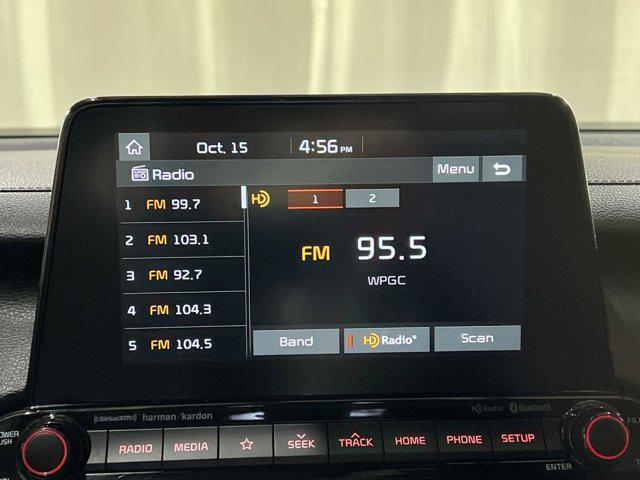 Oct. 15 4:56 PM
Radio Menu
1 FM 99.7
2 FM 103.1
3 FM 92.7
4 FM 104.3
5 FM 104.5
HD 1 2
FM 95.5
WPGC
Band HD Radio® Scan
((SiriusXM)) harman/kardon HD Radio Bluetooth
POWER
PUSH
RADIO MEDIA SEEK TRACK HOME PHONE SETUP
ENTER